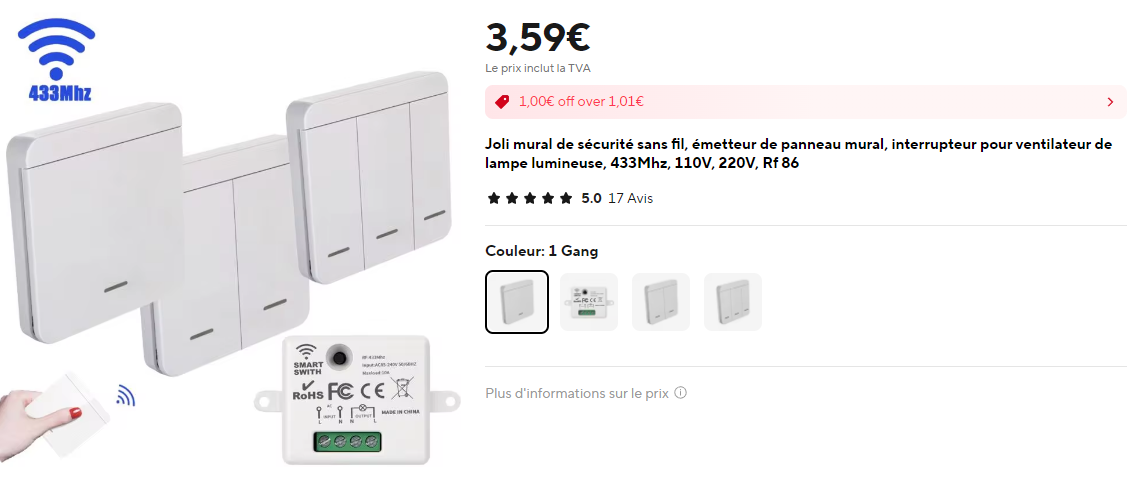 433Mhz
3,59€
Le prix inclut la TVA
1,00€ off over 1,01€
Joli mural de sécurité sans fil, émetteur de panneau mural, interrupteur pour ventilateur de
lampe lumineuse, 433Mhz, 110V, 220V, Rf 86
5.0 17 Avis
Couleur: 1 Gang
Plus d'informations sur le prix
SMART
SWITH
RF-433Mhz
Input:AC85-240V 50/60HZ
Maxload:10A
RoHS FC CE
AC
INPUT OUTPUT
L N N L
MADE IN CHINA